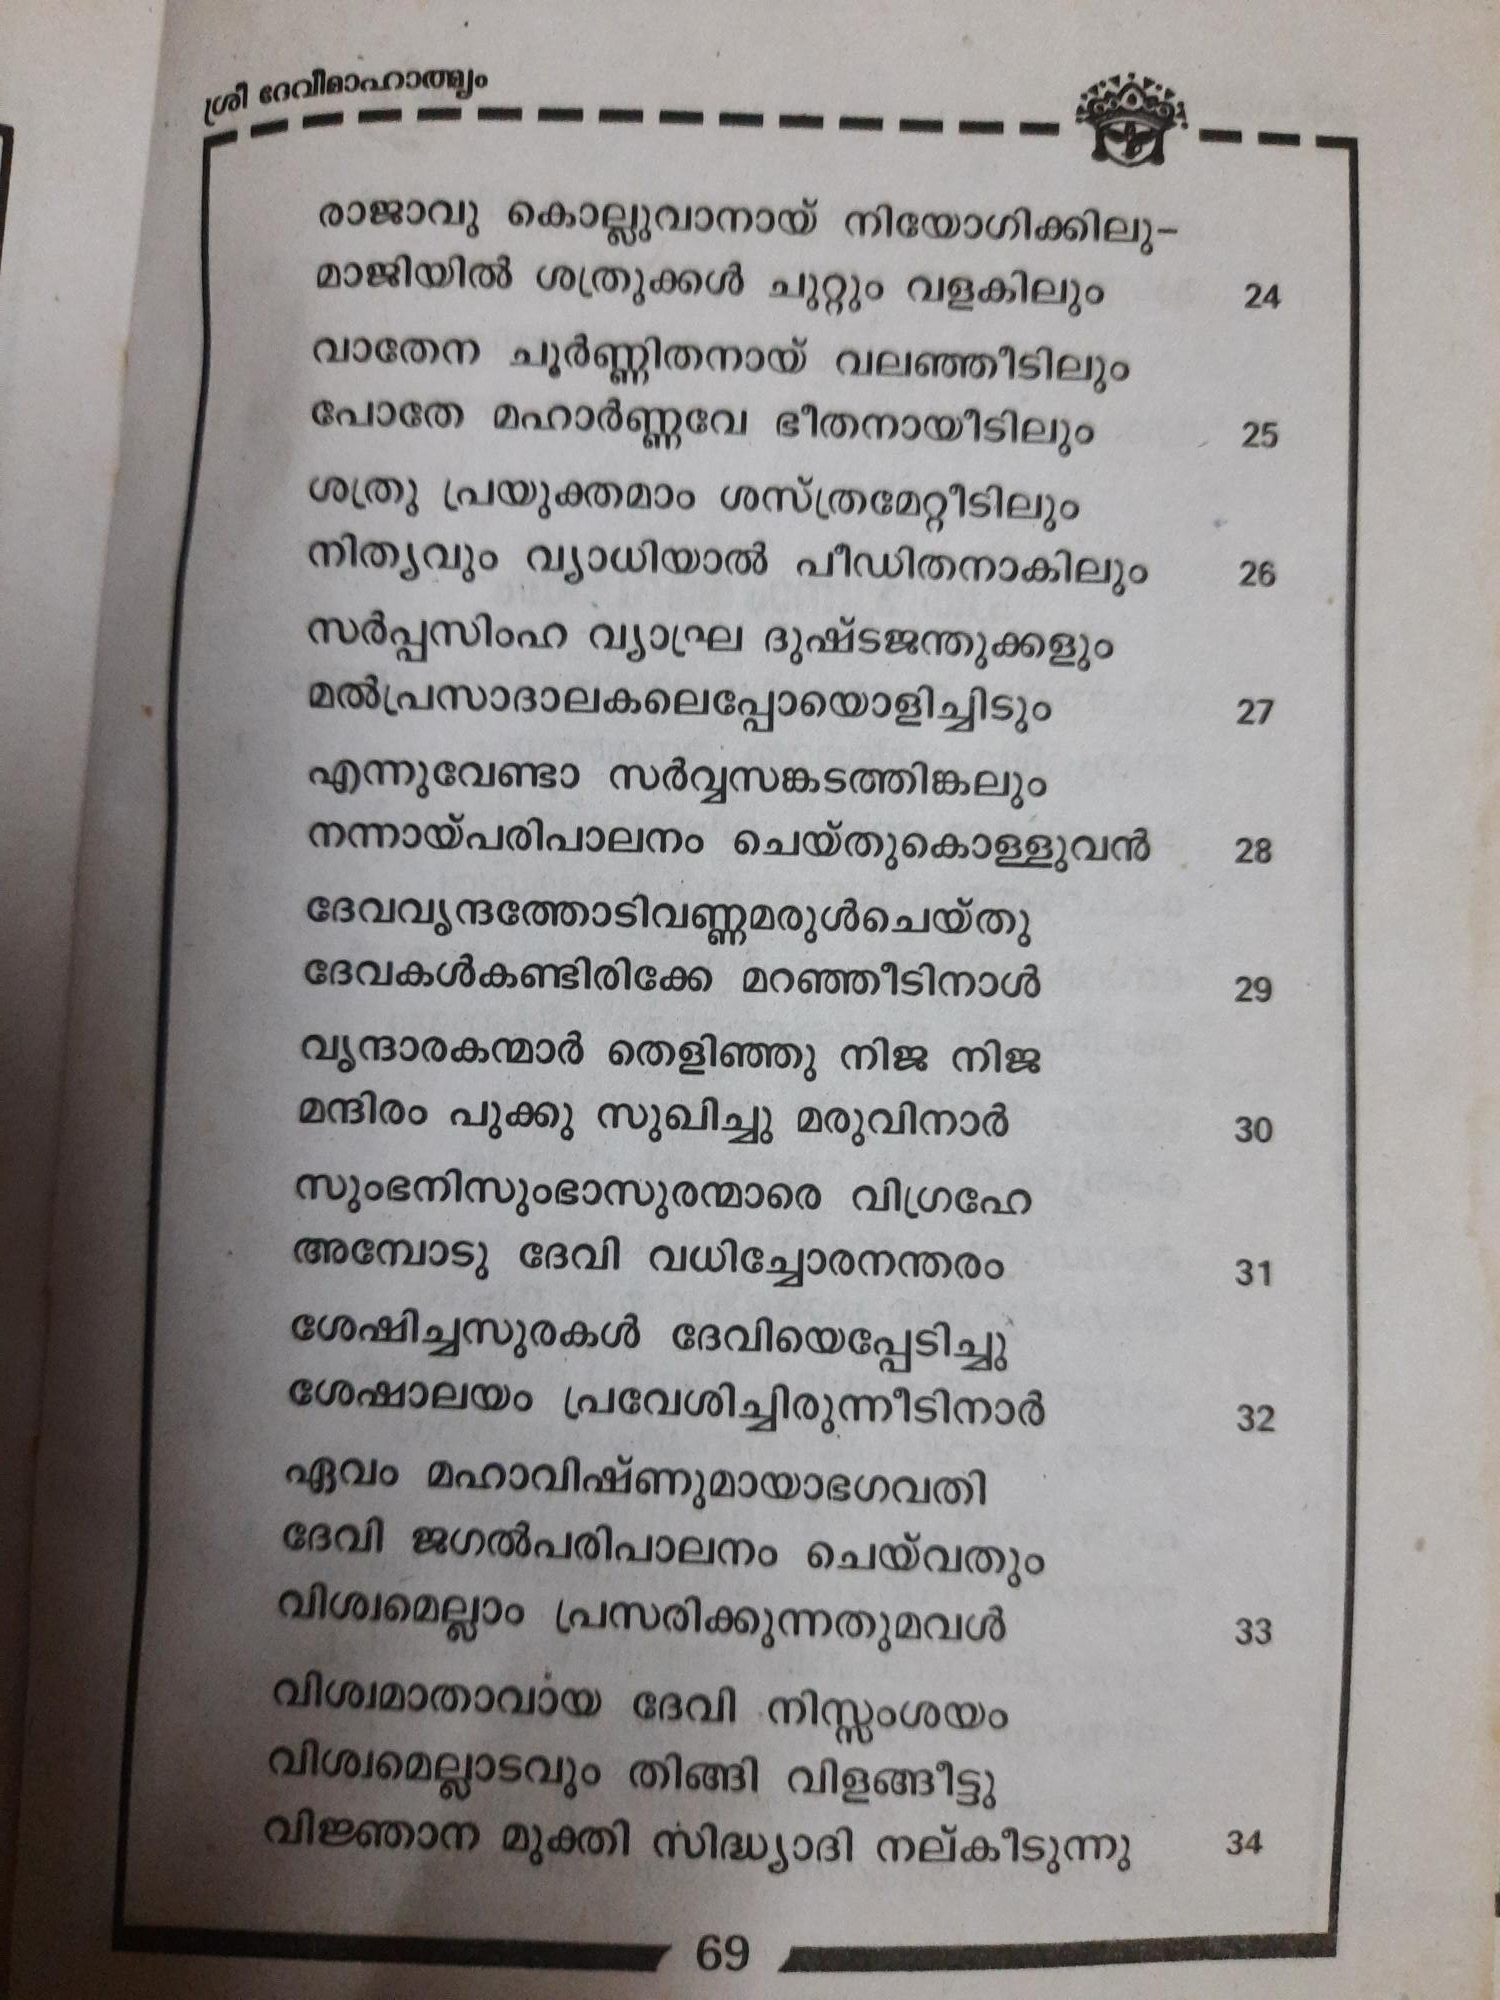 ശ്രീ ദേവീമാഹാത്മ്യം
രാജാവു കൊല്ലുവാനായ് നിയോഗിക്കിലു-
മാജിയിൽ ശത്രുക്കൾ ചുറ്റും വളകിലും 24
വാതേന ചൂർണ്ണിതനായ് വലഞ്ഞീടിലും
പോതേ മഹാർണ്ണവേ ഭീതനായീടിലും 25
ശത്രു പ്രയുക്തമാം ശസ്ത്രമേറ്റീടിലും
നിത്യവും വ്യാധിയാൽ പീഡിതനാകിലും 26
സർപ്പസിംഹ വ്യാഘ്ര ദുഷ്ടജന്തുക്കളും
മൽപ്രസാദാലകലെപ്പോയൊളിച്ചിടും 27
എന്നുവേണ്ടാ സർവ്വസങ്കടത്തിങ്കലും
നന്നായ്പരിപാലനം ചെയ്തുകൊള്ളുവൻ 28
ദേവവൃന്ദത്തോടിവണ്ണമരുൾചെയ്തു
ദേവകൾകണ്ടിരിക്കേ മറഞ്ഞീടിനാൾ 29
വൃന്ദാരകന്മാർ തെളിഞ്ഞു നിജ നിജ
മന്ദിരം പുക്കു സുഖിച്ചു മരുവിനാർ 30
സുംഭനിസുംഭാസുരന്മാരെ വിഗ്രഹേ
അമ്പോടു ദേവി വധിച്ചോരനന്തരം 31
ശേഷിച്ചസുരകൾ ദേവിയെപ്പേടിച്ചു
ശേഷാലയം പ്രവേശിച്ചിരുന്നീടിനാർ 32
ഏവം മഹാവിഷ്ണുമായാഭഗവതി
ദേവി ജഗൽപരിപാലനം ചെയ്‌വതും
വിശ്വമെല്ലാം പ്രസരിക്കുന്നതുമവൾ 33
വിശ്വമാതാവായ ദേവി നിസ്സംശയം
വിശ്വമെല്ലാടവും തിങ്ങി വിളങ്ങീട്ടു
വിജ്ഞാന മുക്തി സിദ്ധ്യാദി നല്കീടുന്നു 34
69